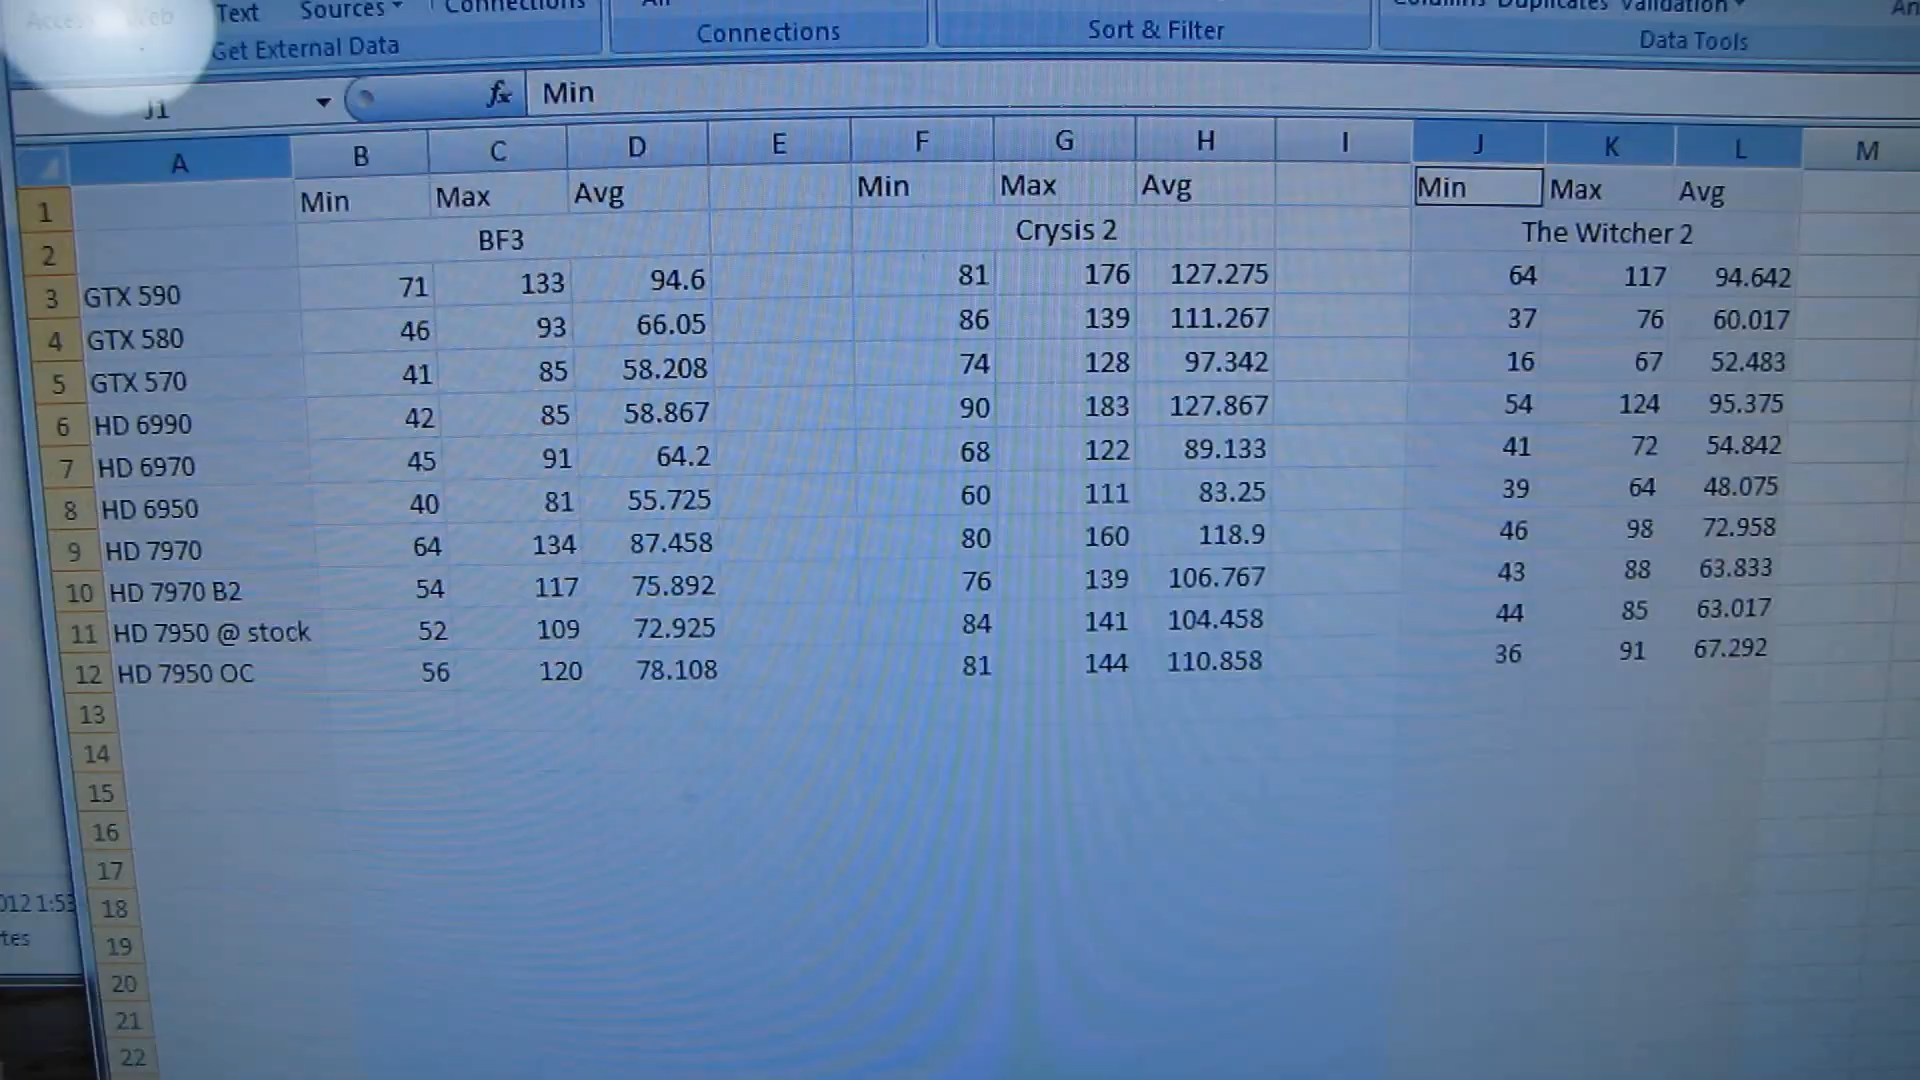 Text Sources
Get External Data
Connections
Sort & Filter
Data Tools
J1 fx Min
A B C D E F G H I J K L M
1 Min Max Avg Min Max Avg Min Max Avg
2 BF3 Crysis 2 The Witcher 2
3 GTX 590 71 133 94.6 81 176 127.275 64 117 94.642
4 GTX 580 46 93 66.05 86 139 111.267 37 76 60.017
5 GTX 570 41 85 58.208 74 128 97.342 16 67 52.483
6 HD 6990 42 85 58.867 90 183 127.867 54 124 95.375
7 HD 6970 45 91 64.2 68 122 89.133 41 72 54.842
8 HD 6950 40 81 55.725 60 111 83.25 39 64 48.075
9 HD 7970 64 134 87.458 80 160 118.9 46 98 72.958
10 HD 7970 B2 54 117 75.892 76 139 106.767 43 88 63.833
11 HD 7950 @ stock 52 109 72.925 84 141 104.458 44 85 63.017
12 HD 7950 OC 56 120 78.108 81 144 110.858 36 91 67.292
13
14
15
16
17
18
19
20
21
22
012 1:53
tes